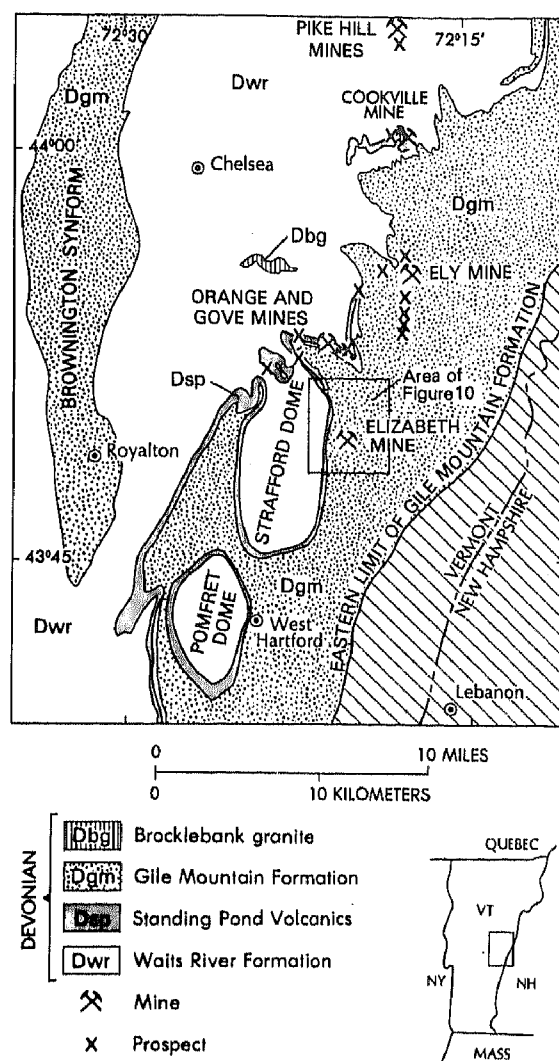 72°30'
PIKE HILL
MINES
72°15'
Dgm
Dwr
COOKVILLE
MINE
44°00
Chelsea
Dgm
Dbg
BROWNINGTON SYNFORM
ORANGE AND
GOVE MINES
ELY MINE
Dsp
Area of
Figure 10
ELIZABETH
MINE
STRAFFORD DOME
Royalton
EASTERN LIMIT OF GILE MOUNTAIN FORMATION
VERMONT
NEW HAMPSHIRE
43°45
Dgm
POMFRET
DOME
West
Hartford
Dwr
Lebanon
0 10 MILES
0 10 KILOMETERS
DEVONIAN
Dbg Brocklebank granite
Dgm Gile Mountain Formation
Dsp Standing Pond Volcanics
Dwr Waits River Formation
Mine
x Prospect
QUEBEC
VT
NY
NH
MASS